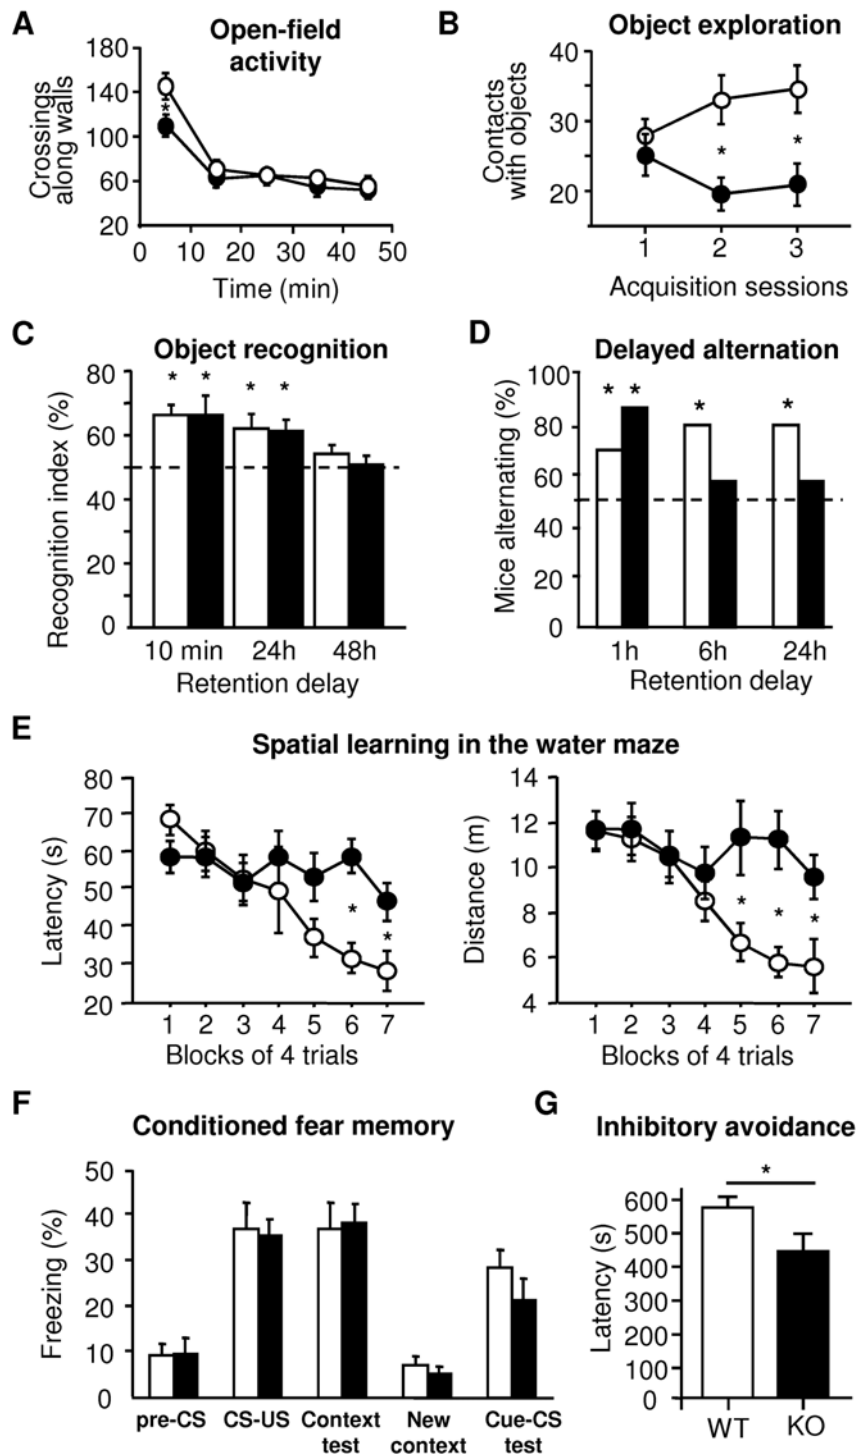 A
Open-field
activity
Crossings
along walls
180
140
100
60
20
*
0 10 20 30 40 50
Time (min)
B
Object exploration
Contacts
with objects
40
30
20
* *
1 2 3
Acquisition sessions
C
Object recognition
Recognition index (%)
80
60
40
20
0
* * * *
10 min 24h 48h
Retention delay
D
Delayed alternation
Mice alternating (%)
100
80
60
40
20
0
* * * *
1h 6h 24h
Retention delay
E
Spatial learning in the water maze
Latency (s)
80
70
60
50
40
30
20
* *
1 2 3 4 5 6 7
Blocks of 4 trials
Distance (m)
14
12
10
8
6
4
* * *
1 2 3 4 5 6 7
Blocks of 4 trials
F
Conditioned fear memory
Freezing (%)
50
40
30
20
10
0
pre-CS CS-US Context New Cue-CS
test context test
G
Inhibitory avoidance
Latency (s)
*
600
500
400
300
200
100
0
WT KO